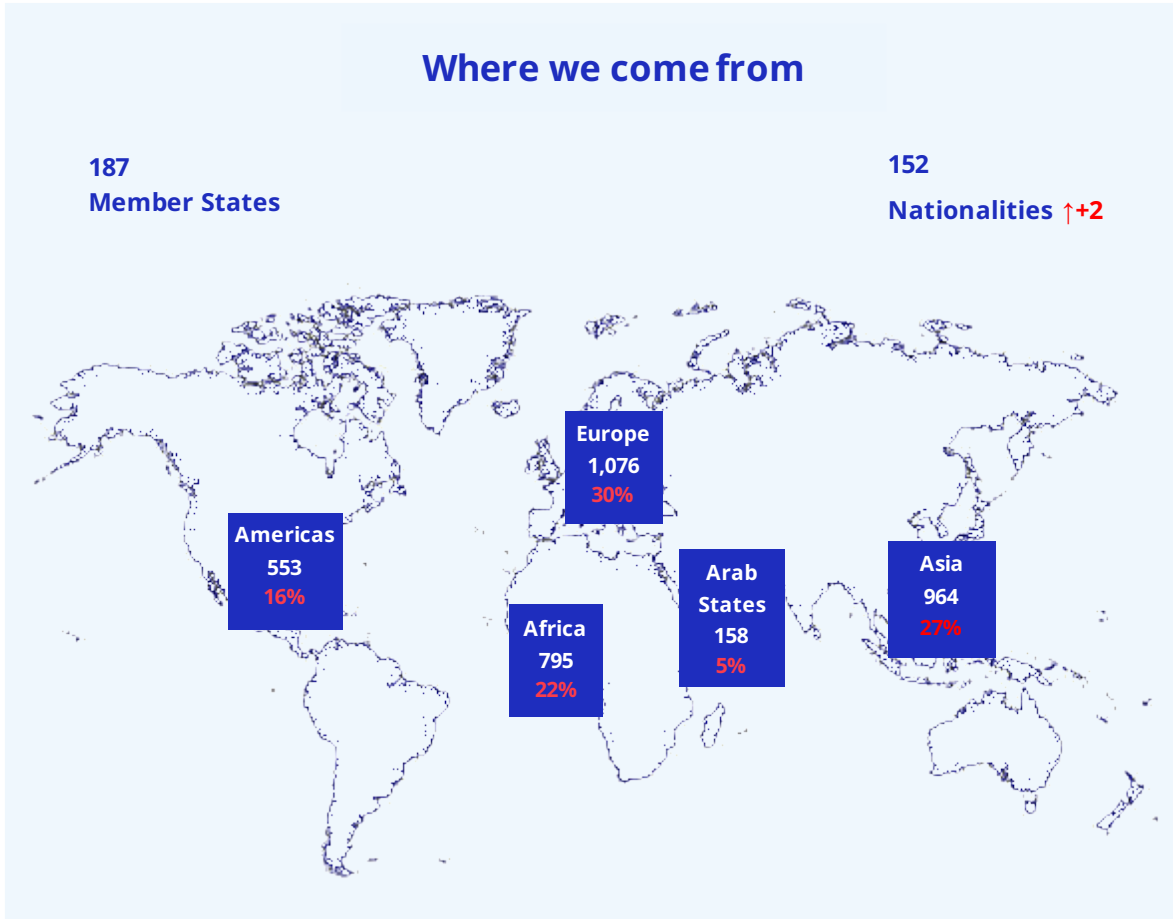 Where we come from
187
Member States
152
Nationalities ↑+2
Europe
1,076
30%
Americas
553
16%
Arab
States
158
5%
Asia
964
27%
Africa
795
22%